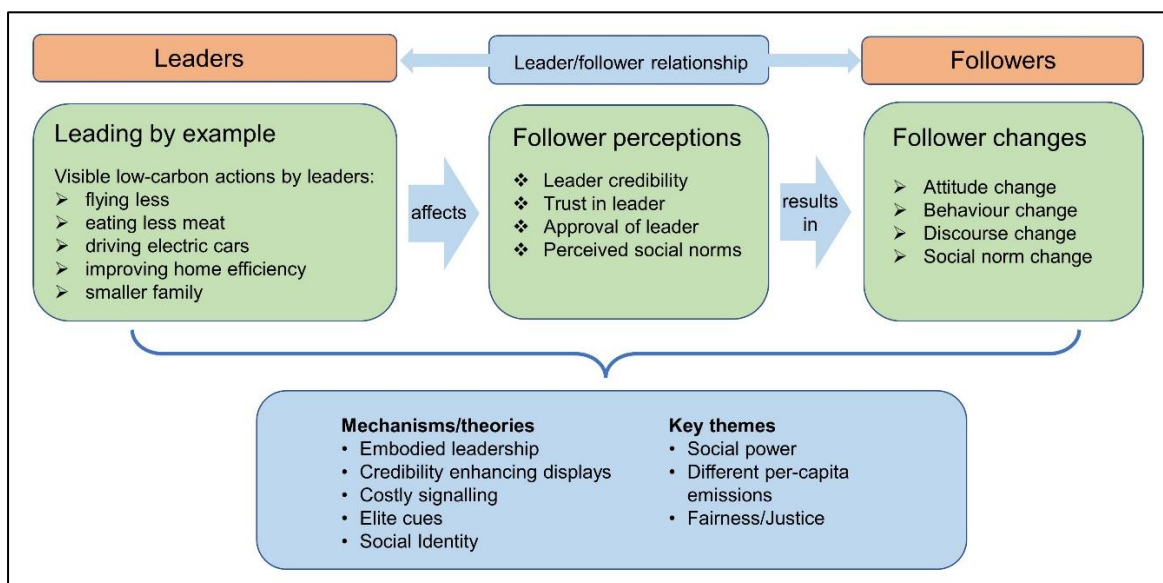 Leaders
Leader/follower relationship
Followers
Leading by example
Visible low-carbon actions by leaders:
➢ flying less
➢ eating less meat
➢ driving electric cars
➢ improving home efficiency
➢ smaller family
affects
Follower perceptions
❖ Leader credibility
❖ Trust in leader
❖ Approval of leader
❖ Perceived social norms
results
in
Follower changes
➢ Attitude change
➢ Behaviour change
➢ Discourse change
➢ Social norm change
Mechanisms/theories
• Embodied leadership
• Credibility enhancing displays
• Costly signalling
• Elite cues
• Social Identity
Key themes
• Social power
• Different per-capita
emissions
• Fairness/Justice